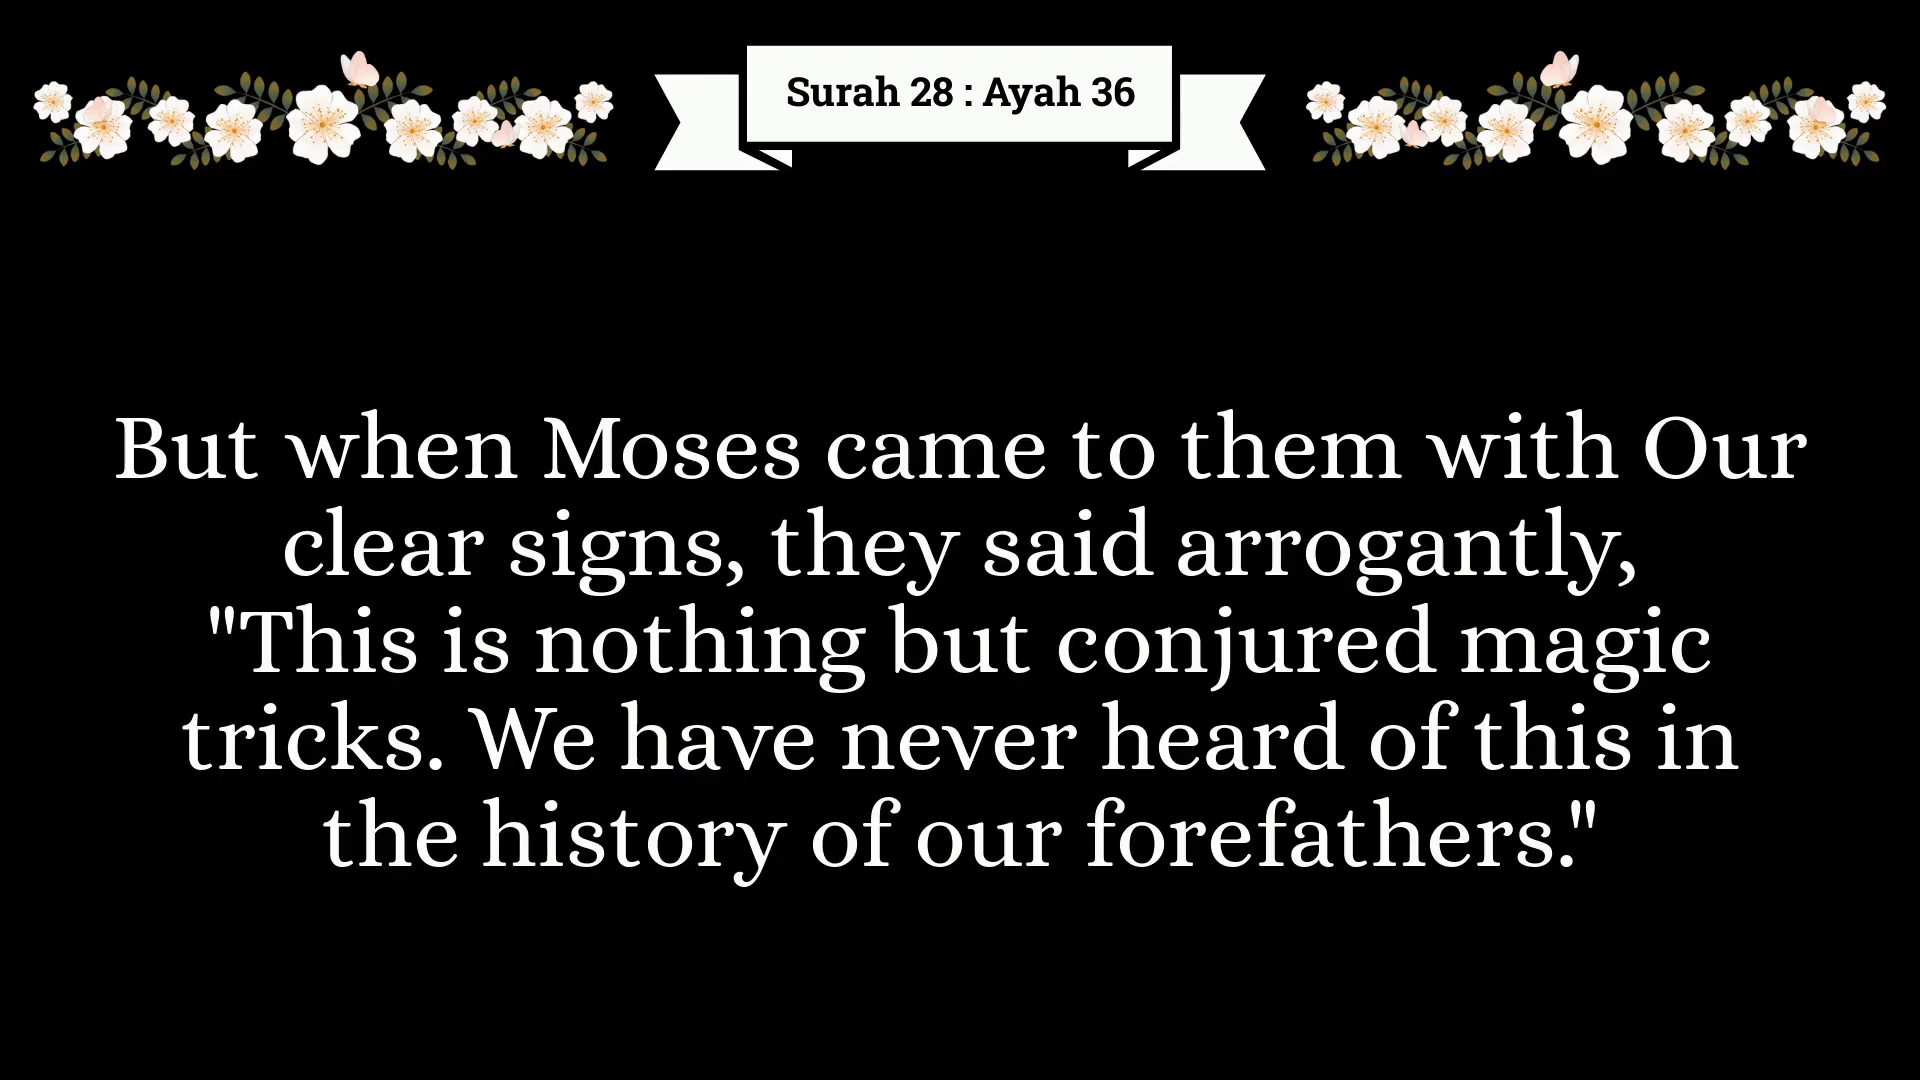 Surah 28 : Ayah 36
But when Moses came to them with Our
clear signs, they said arrogantly,
"This is nothing but conjured magic
tricks. We have never heard of this in
the history of our forefathers."